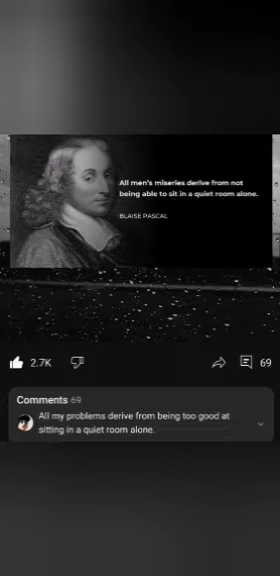 All men's miseries derive from not
being able to sit in a quiet room alone.
BLAISE PASCAL
2.7K
69
Comments 69
All my problems derive from being too good at
sitting in a quiet room alone.